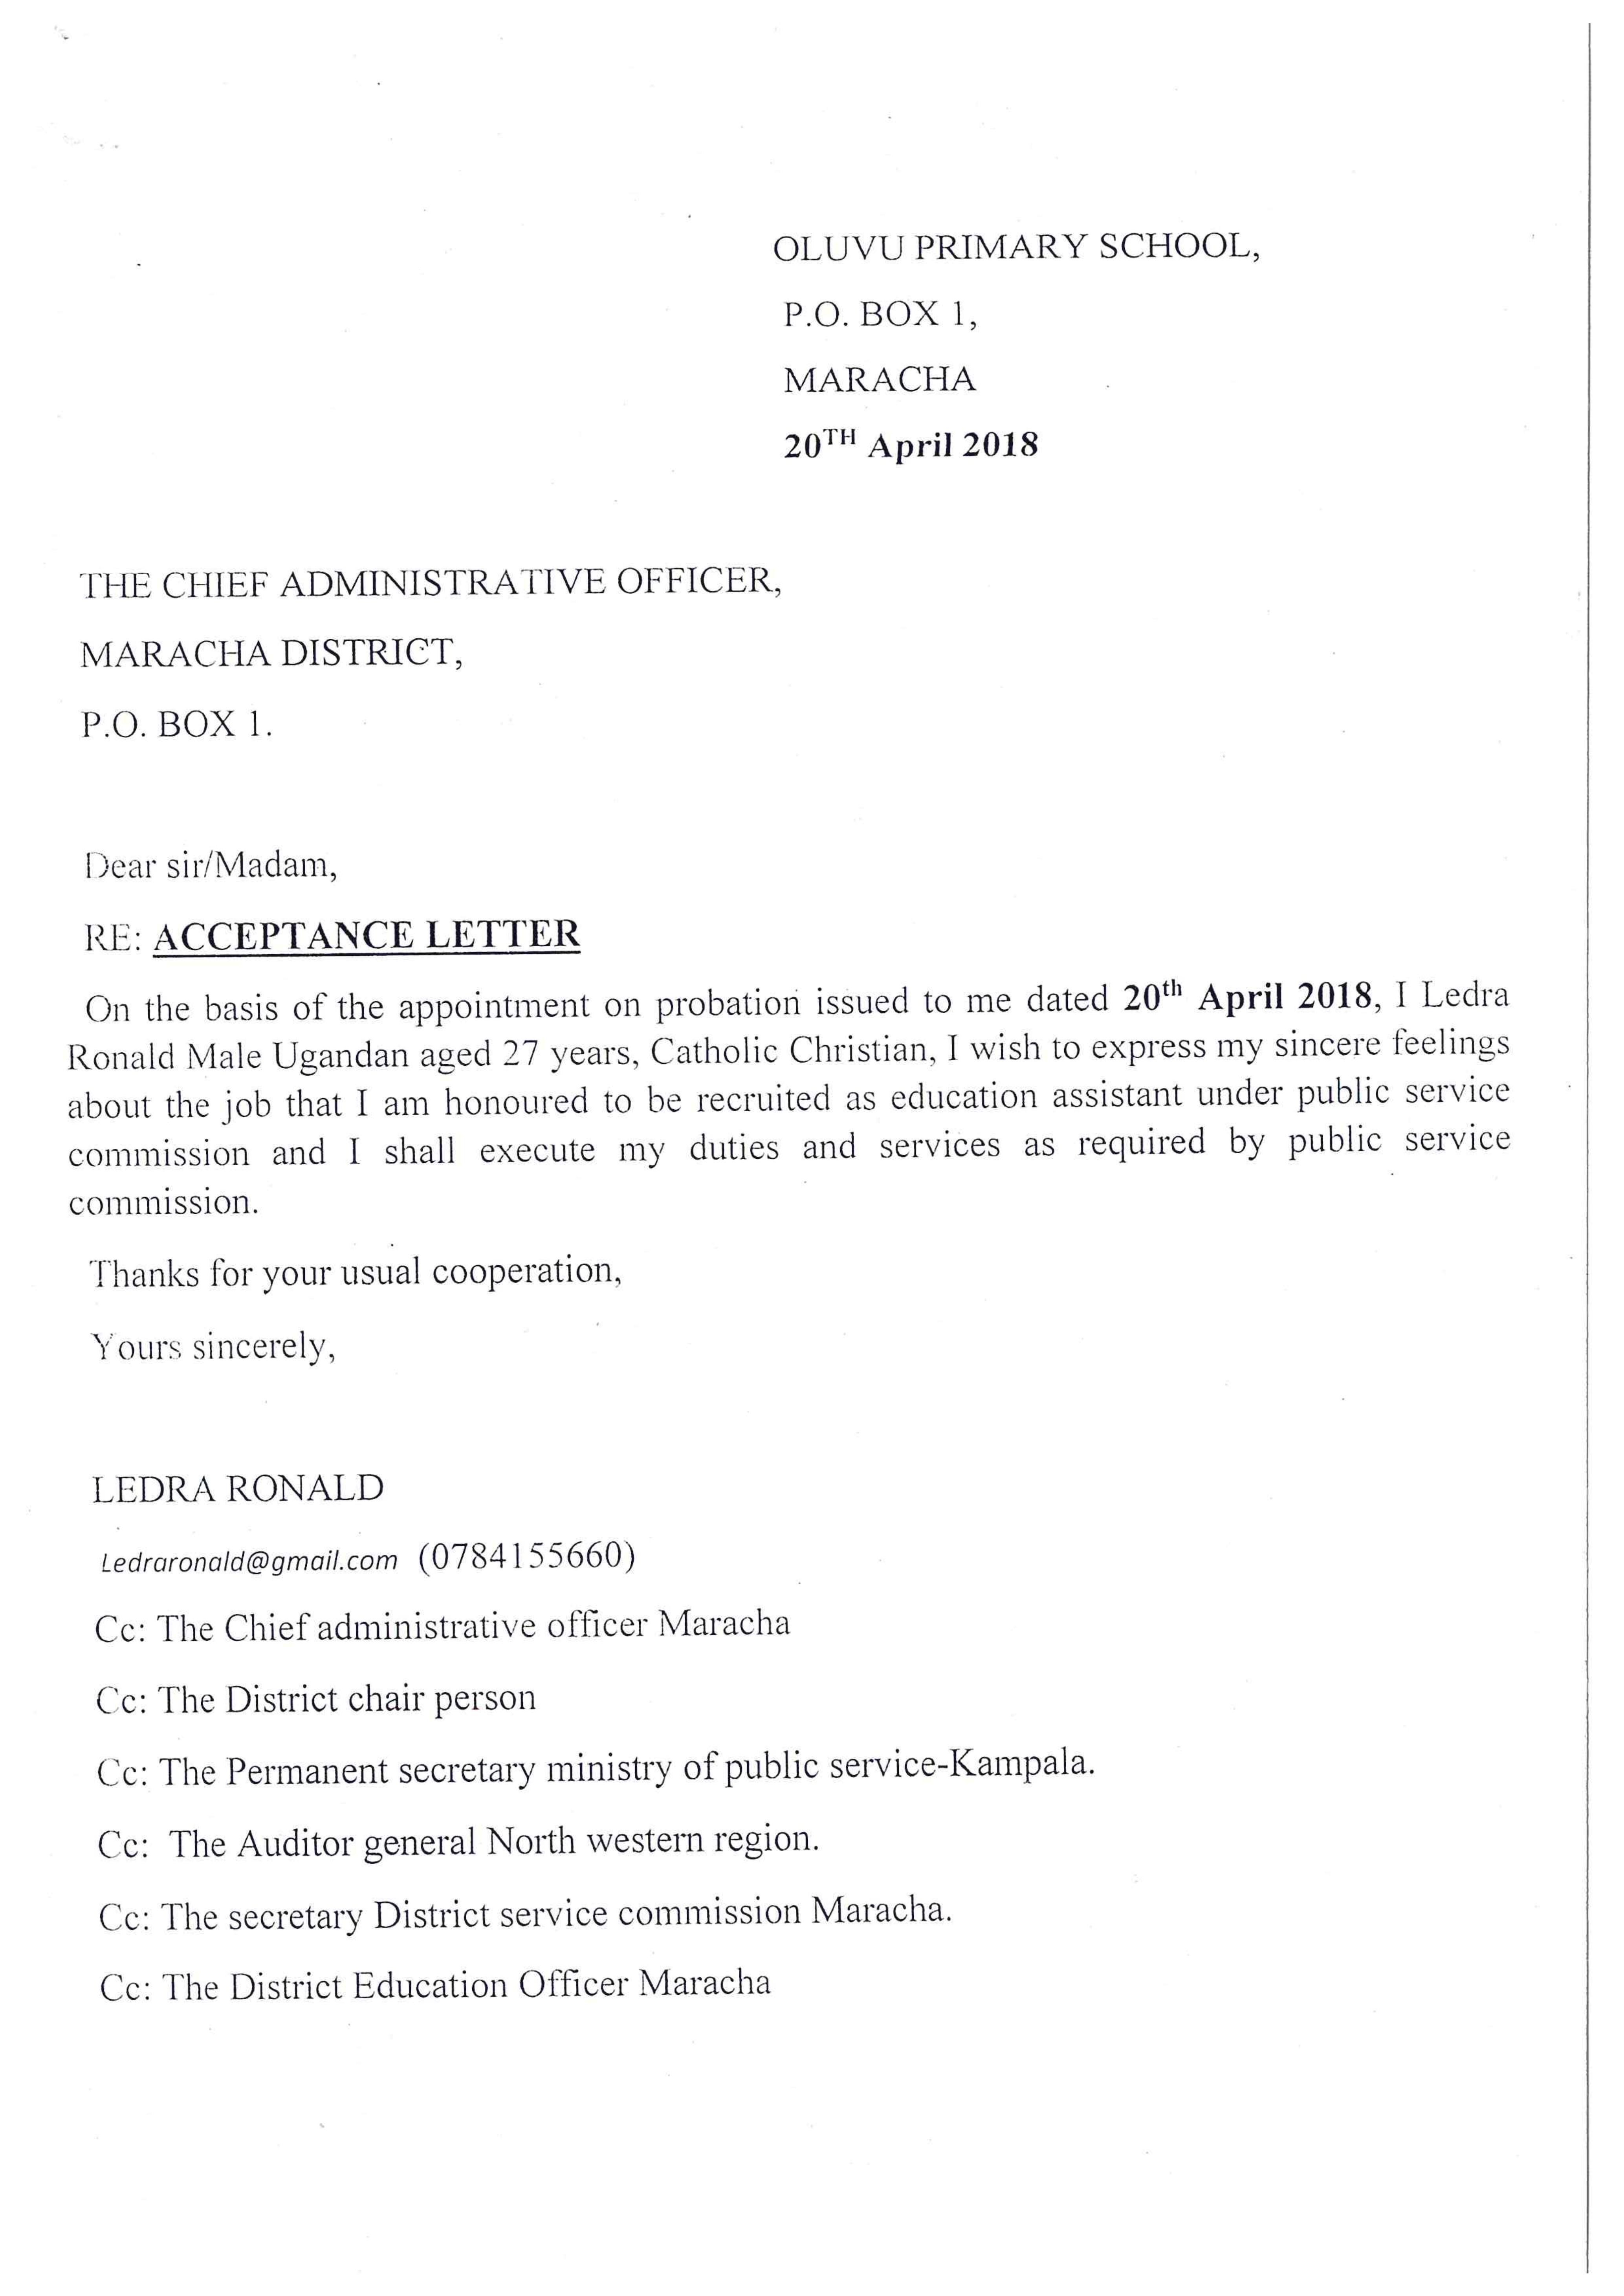 OLUVU PRIMARY SCHOOL,
P.O. BOX 1,
MARACHA
20TH April 2018
THE CHIEF ADMINISTRATIVE OFFICER,
MARACHA DISTRICT,
P.O. BOX 1.
Dear sir/Madam,
RE: ACCEPTANCE LETTER
On the basis of the appointment on probation issued to me dated 20th April 2018, I Ledra
Ronald Male Ugandan aged 27 years, Catholic Christian, I wish to express my sincere feelings
about the job that I am honoured to be recruited as education assistant under public service
commission and I shall execute my duties and services as required by public service
commission.
Thanks for your usual cooperation,
Yours sincerely,
LEDRA RONALD
Ledraronald@gmail.com (0784155660)
Cc: The Chief administrative officer Maracha
Cc: The District chair person
Cc: The Permanent secretary ministry of public service-Kampala.
Cc: The Auditor general North western region.
Cc: The secretary District service commission Maracha.
Cc: The District Education Officer Maracha